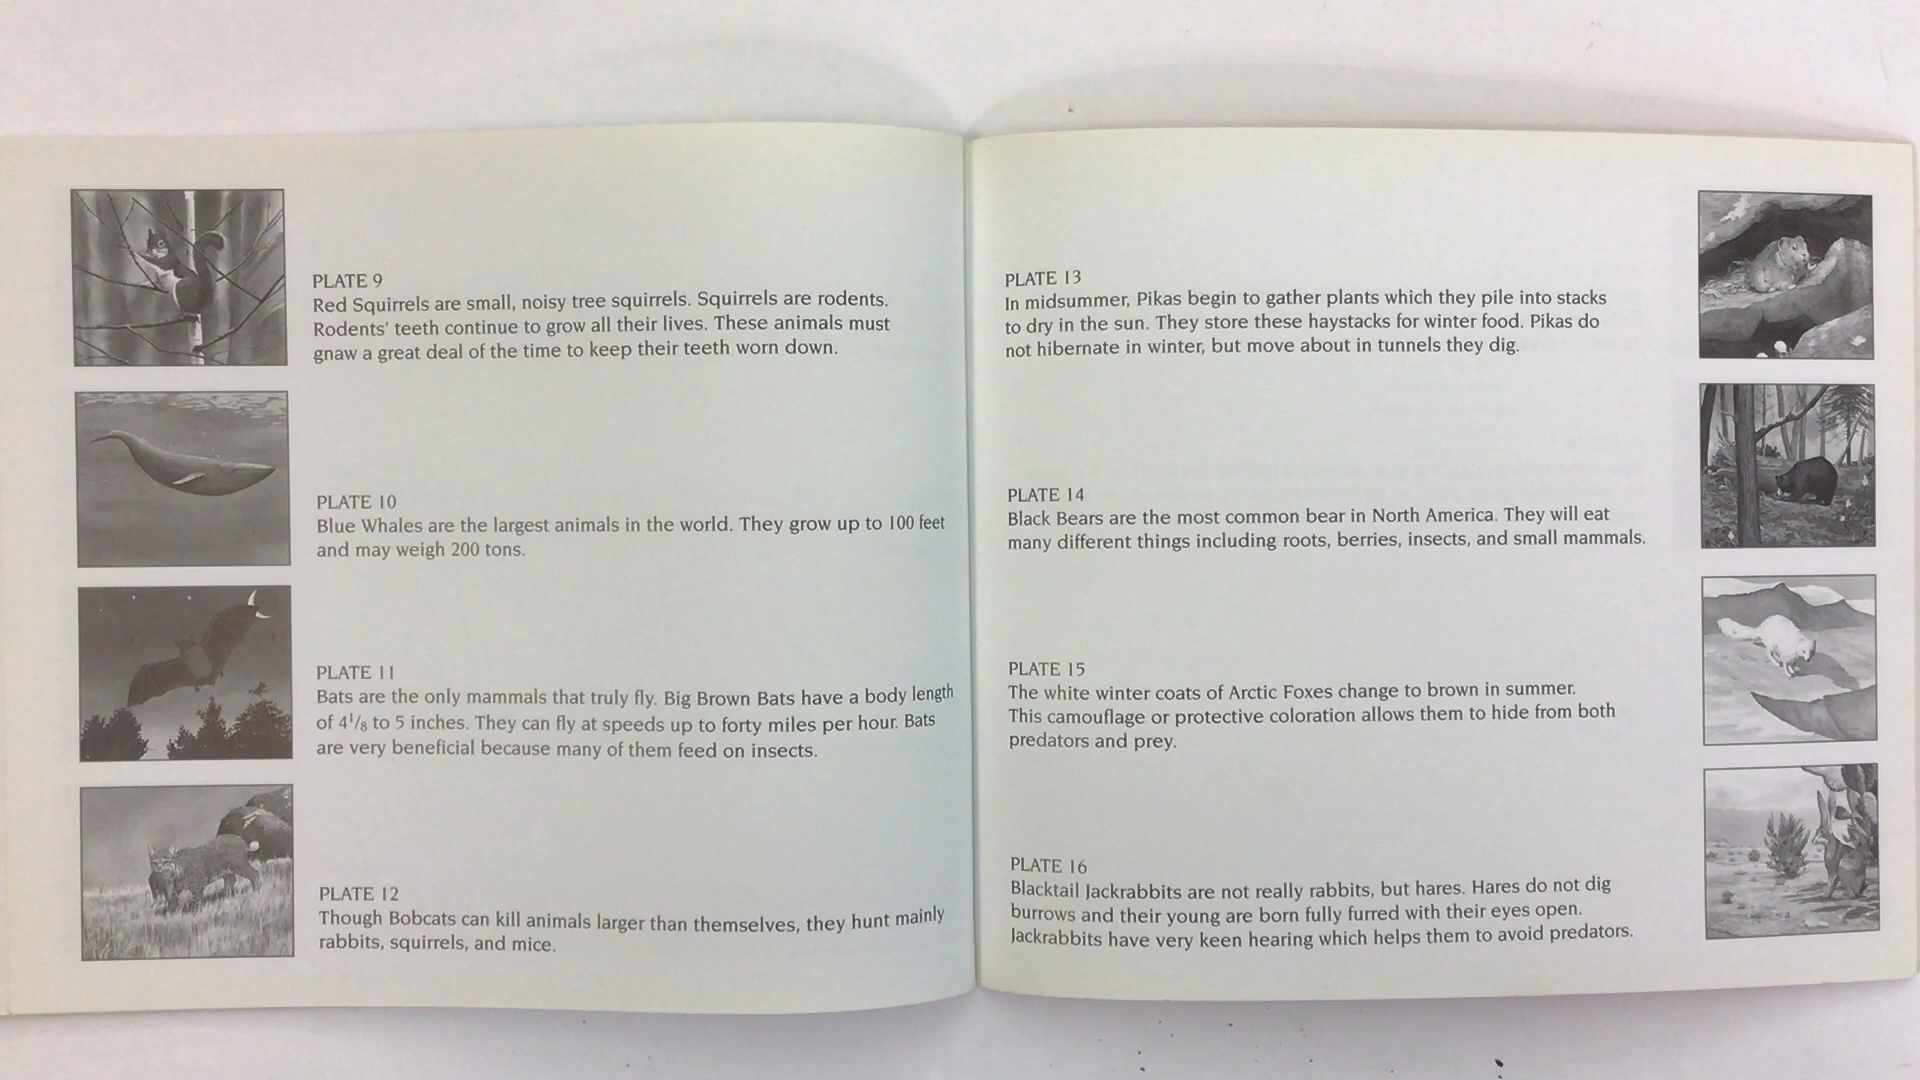 PLATE 9
Red Squirrels are small, noisy tree squirrels. Squirrels are rodents.
Rodents' teeth continue to grow all their lives. These animals must
gnaw a great deal of the time to keep their teeth worn down.
PLATE 10
Blue Whales are the largest animals in the world. They grow up to 100 feet
and may weigh 200 tons.
PLATE 11
Bats are the only mammals that truly fly. Big Brown Bats have a body length
of 4 1/8 to 5 inches. They can fly at speeds up to forty miles per hour. Bats
are very beneficial because many of them feed on insects.
PLATE 12
Though Bobcats can kill animals larger than themselves, they hunt mainly
rabbits, squirrels, and mice.
PLATE 13
In midsummer, Pikas begin to gather plants which they pile into stacks
to dry in the sun. They store these haystacks for winter food. Pikas do
not hibernate in winter, but move about in tunnels they dig.
PLATE 14
Black Bears are the most common bear in North America. They will eat
many different things including roots, berries, insects, and small mammals.
PLATE 15
The white winter coats of Arctic Foxes change to brown in summer.
This camouflage or protective coloration allows them to hide from both
predators and prey.
PLATE 16
Blacktail Jackrabbits are not really rabbits, but hares. Hares do not dig
burrows and their young are born fully furred with their eyes open.
Jackrabbits have very keen hearing which helps them to avoid predators.